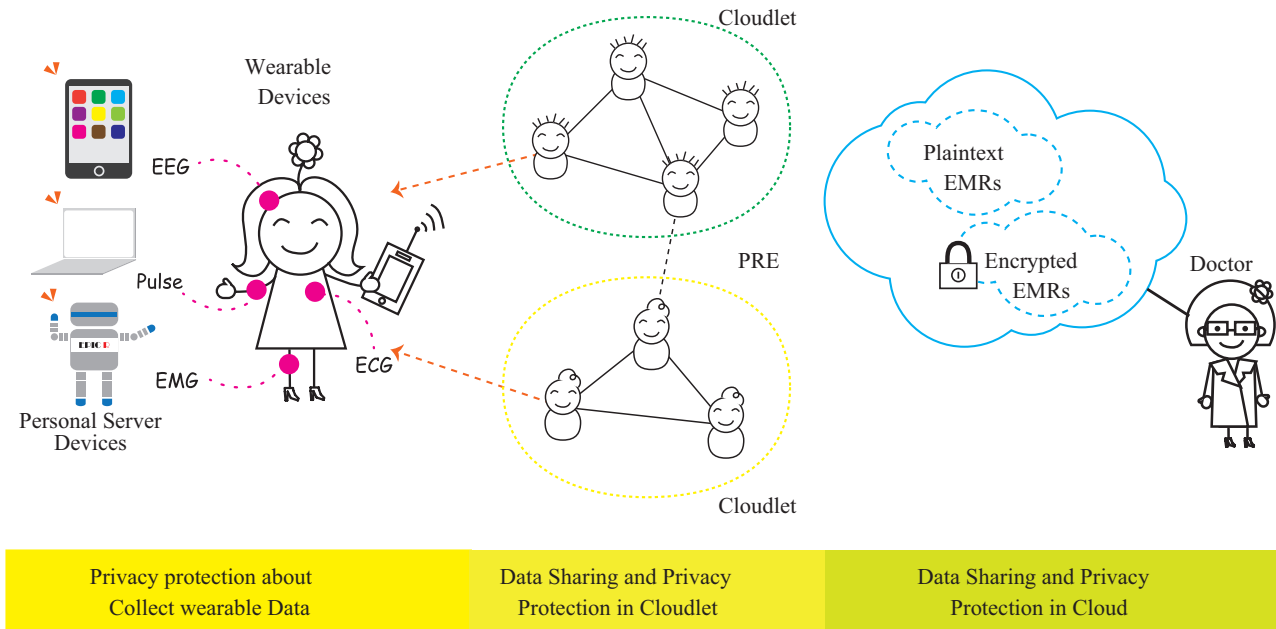 Cloudlet
Wearable
Devices
EEG
Pulse
EMG
ECG
EPIC R
Personal Server
Devices
PRE
Cloudlet
Plaintext
EMRs
Encrypted
EMRs
Doctor
Privacy protection about
Collect wearable Data
Data Sharing and Privacy
Protection in Cloudlet
Data Sharing and Privacy
Protection in Cloud